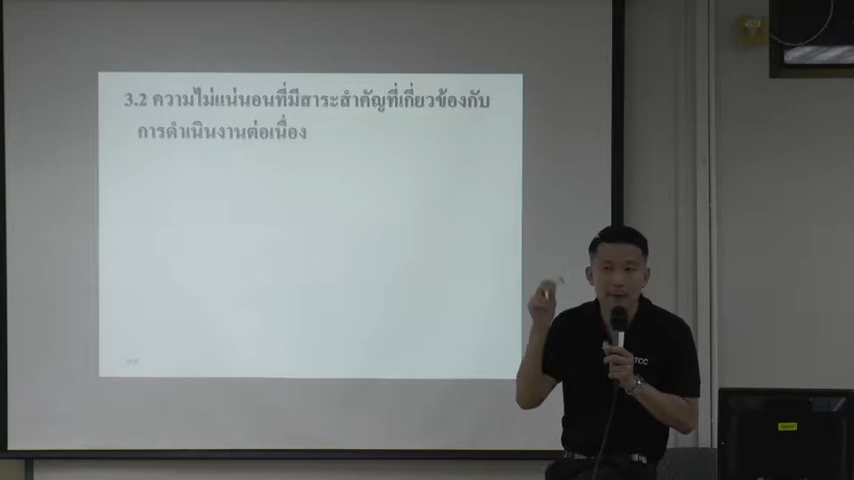 3.2 ความไม่แน่นอนที่มีสาระสำคัญที่เกี่ยวข้องกับ
การดำเนินงานต่อเนื่อง
TCC